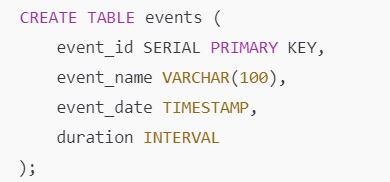 CREATE TABLE events (
    event_id SERIAL PRIMARY KEY,
    event_name VARCHAR(100),
    event_date TIMESTAMP,
    duration INTERVAL
);